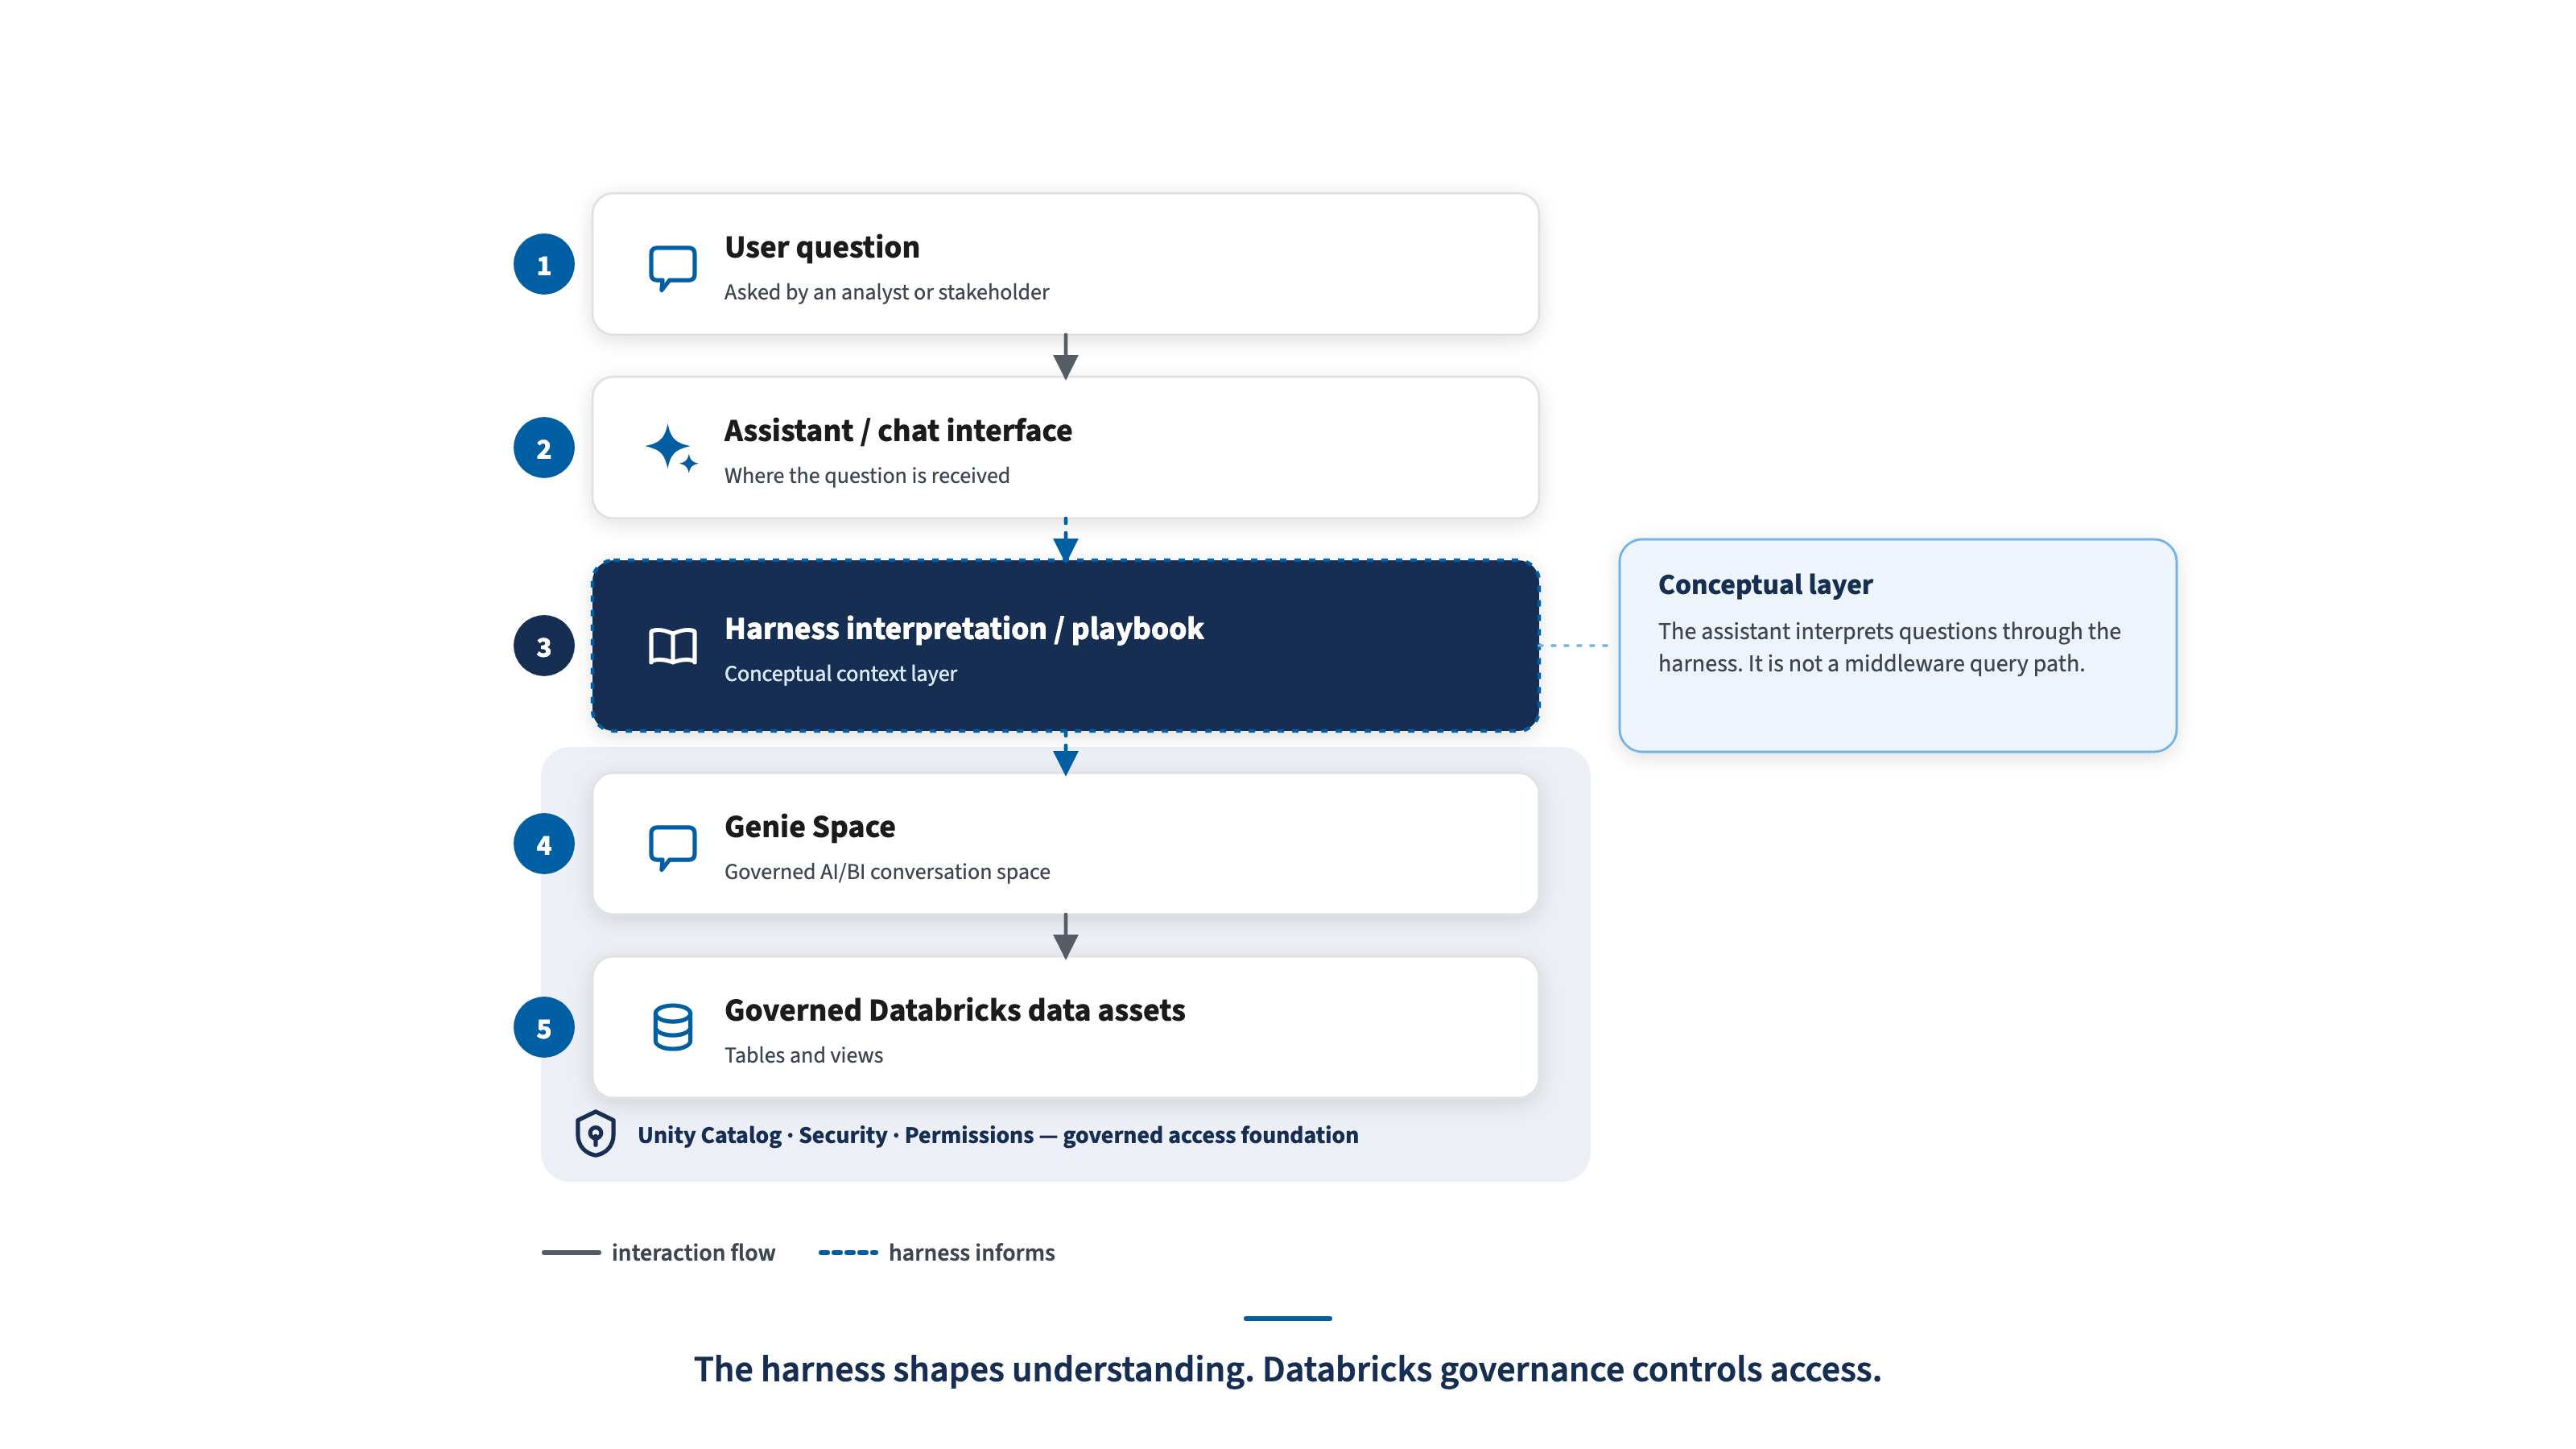 1
User question
Asked by an analyst or stakeholder
2
Assistant / chat interface
Where the question is received
3
Harness interpretation / playbook
Conceptual context layer
Conceptual layer
The assistant interprets questions through the
harness. It is not a middleware query path.
4
Genie Space
Governed AI/BI conversation space
5
Governed Databricks data assets
Tables and views
Unity Catalog · Security · Permissions — governed access foundation
interaction flow
harness informs
The harness shapes understanding. Databricks governance controls access.